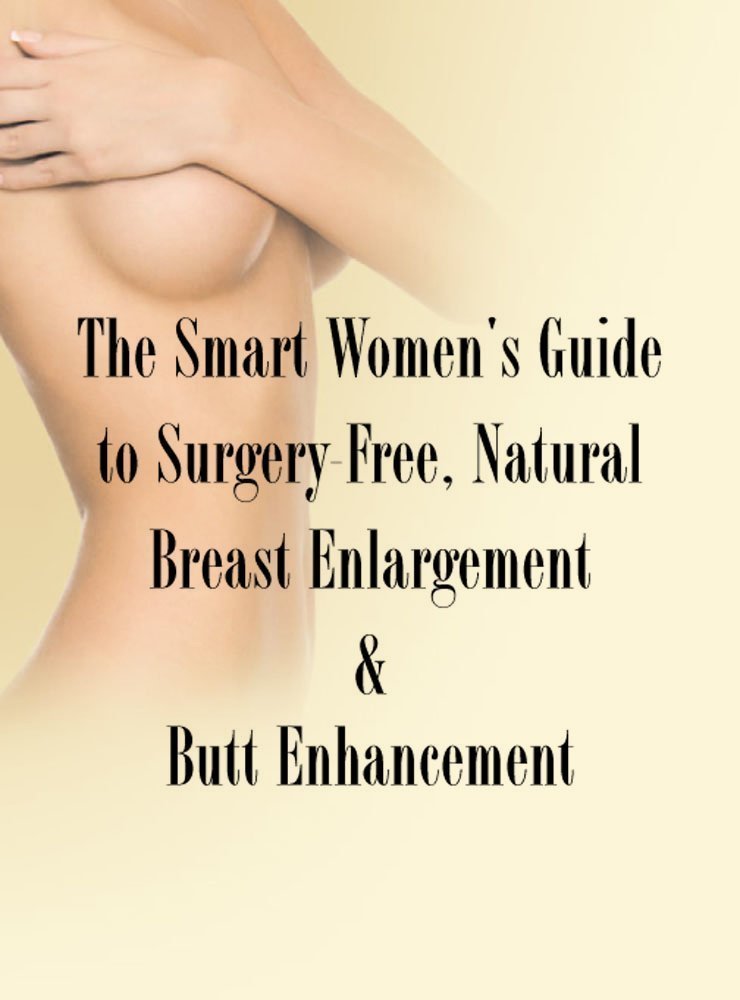 The Smart Women's Guide
to Surgery-Free, Natural
Breast Enlargement
&
Butt Enhancement